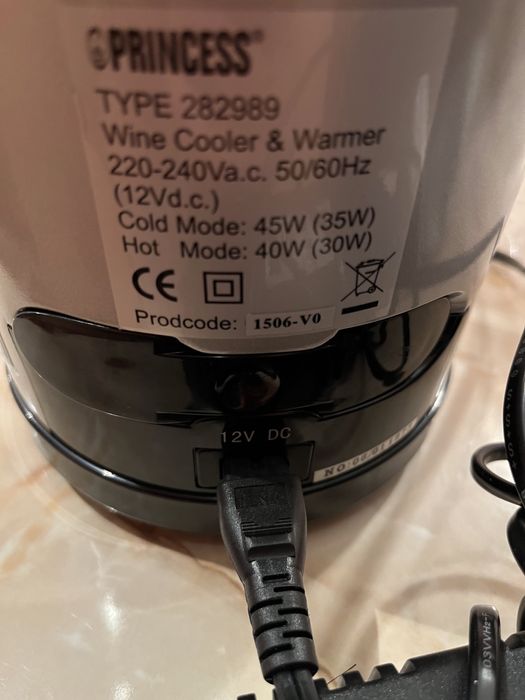 PRINCESS®
TYPE 282989
Wine Cooler & Warmer
220-240Va.c. 50/60Hz
(12Vd.c.)
Cold Mode: 45W (35W)
Hot Mode: 40W (30W)
CE
Prodcode: 1506-V0
12V DC